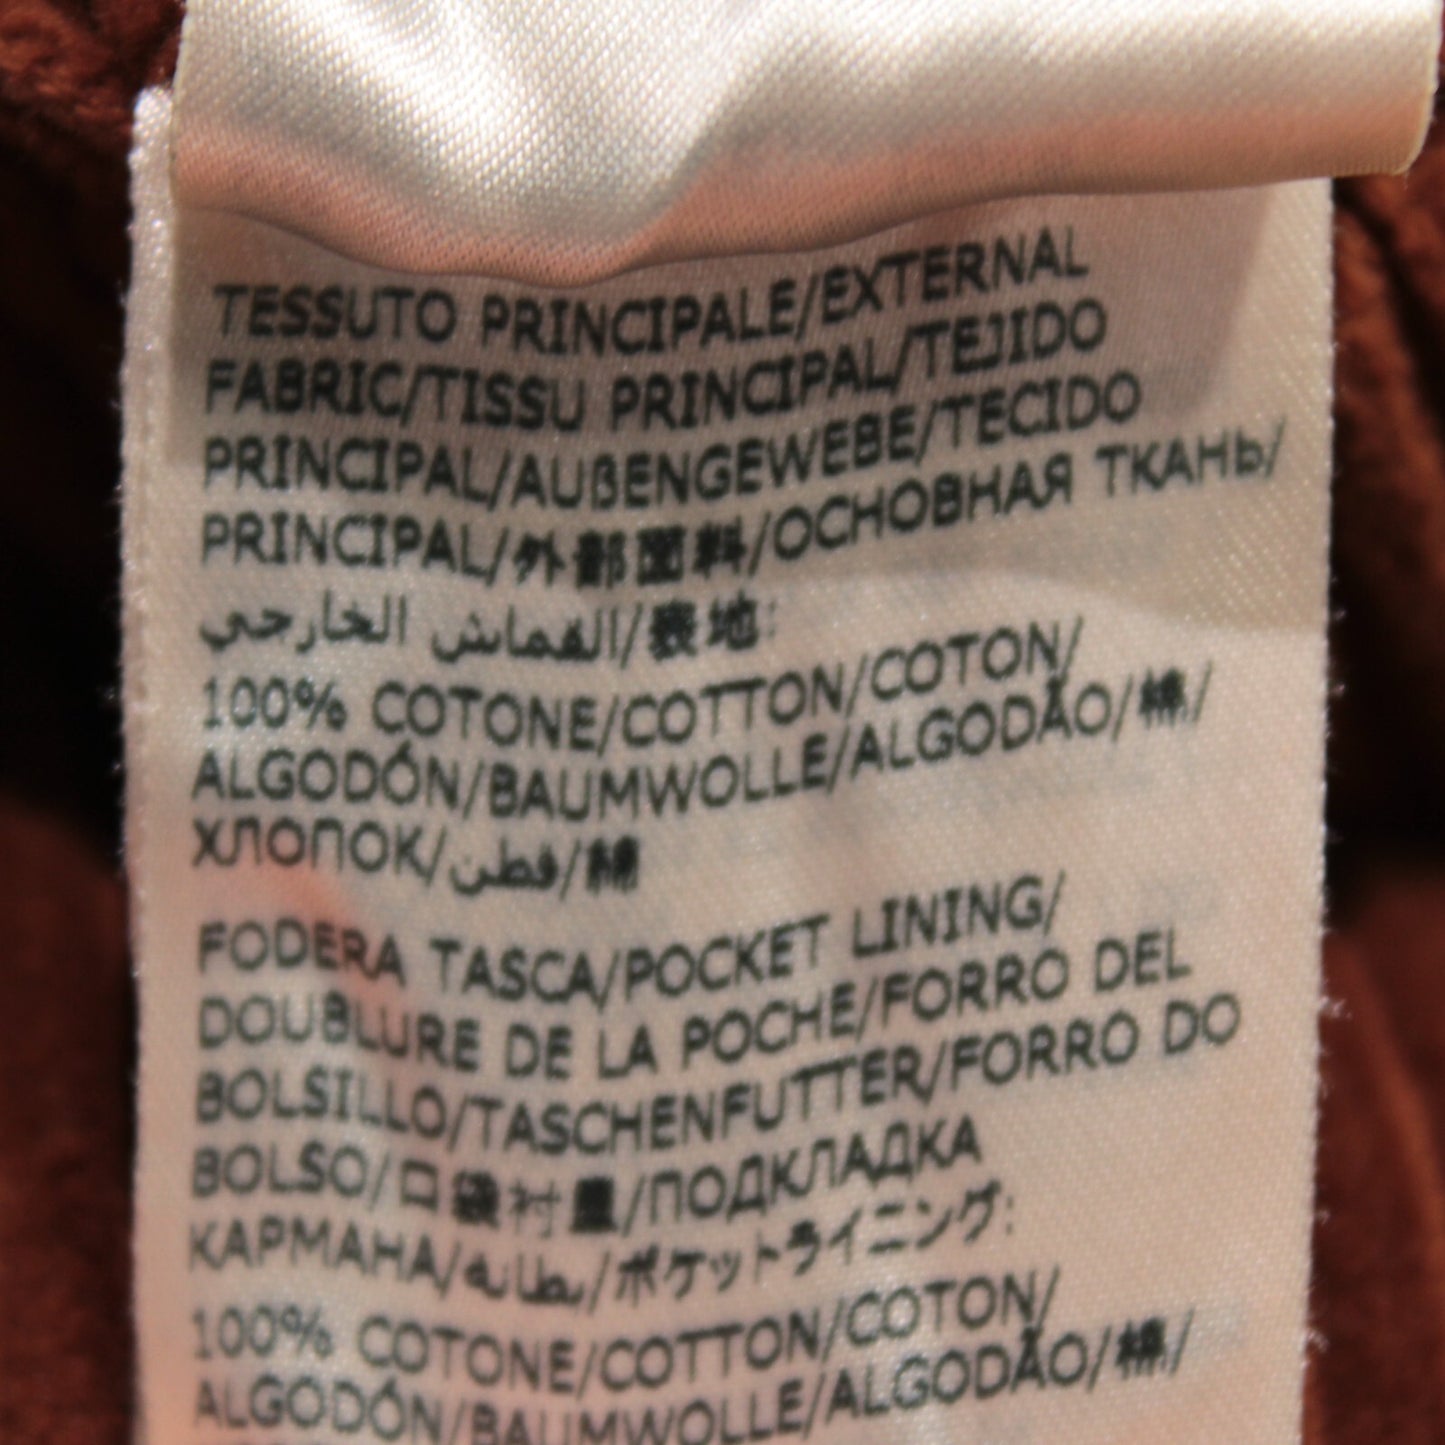 TESSUTO PRINCIPALE/EXTERNAL
FABRIC/TISSU PRINCIPAL/TEJIDO
PRINCIPAL/AUßENGEWEBE/TECIDO
PRINCIPAL/外部面料/ОСНОВНАЯ ТКАНЬ/
القماش الخارجي/表地:
100% COTONE/COTTON/COTON/
ALGODÓN/BAUMWOLLE/ALGODÃO/棉/
ХЛОПОК/قطن/綿
FODERA TASCA/POCKET LINING/
DOUBLURE DE LA POCHE/FORRO DEL
BOLSILLO/TASCHENFUTTER/FORRO DO
BOLSO/口袋衬里/ПОДКЛАДКА
КАРМАНА/بطانه/ポケットライニング:
100% COTONE/COTTON/COTON/
ALGODÓN/BAUMWOLLE/ALGODÃO/棉/